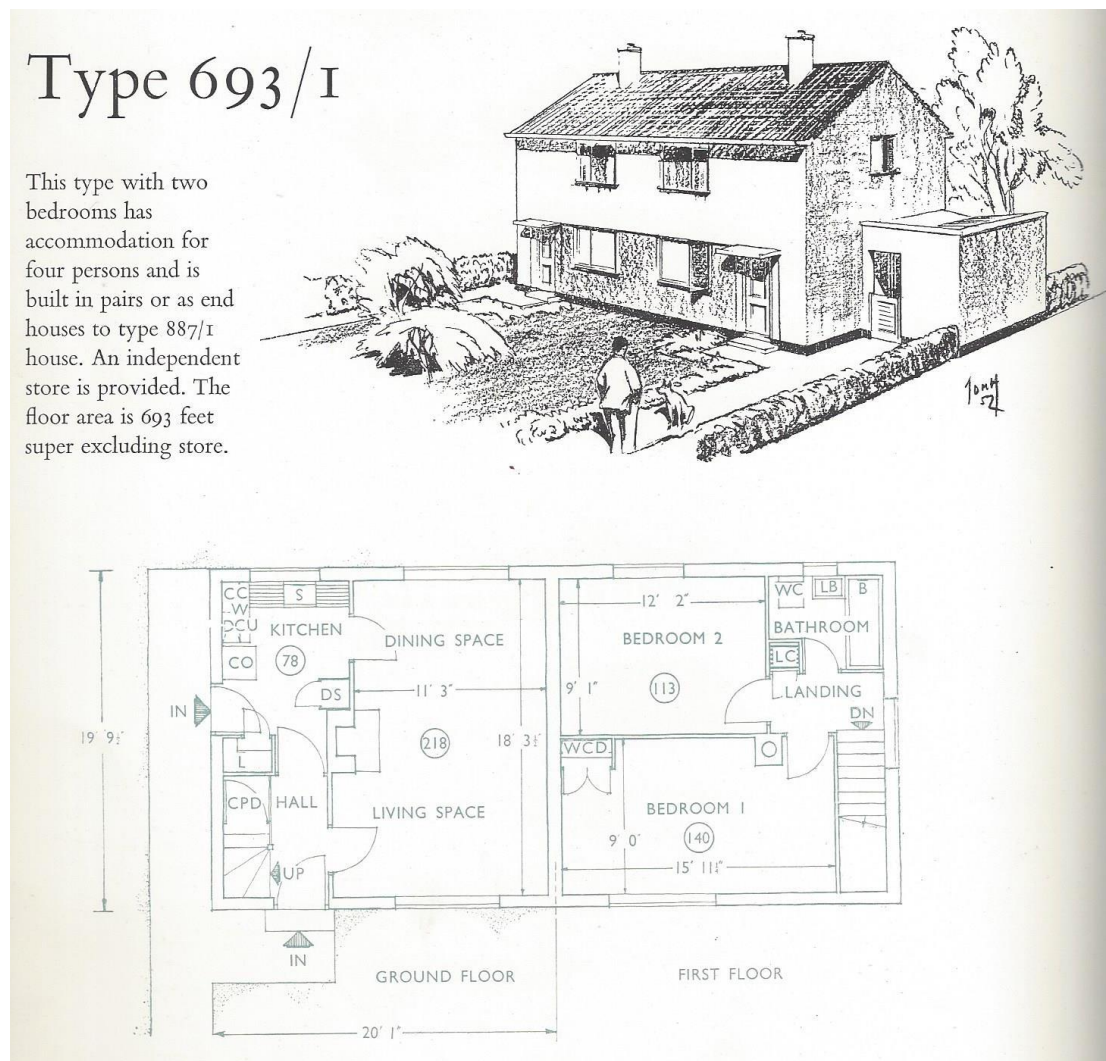 Type 693/1
This type with two
bedrooms has
accommodation for
four persons and is
built in pairs or as end
houses to type 887/1
house. An independent
store is provided. The
floor area is 693 feet
super excluding store.
CC
W
DCU
CO
S
KITCHEN
78
DS
DINING SPACE
11' 3"
218
18' 3½"
LIVING SPACE
IN
19' 9½"
L
CPD
HALL
UP
IN
GROUND FLOOR
20' 1"
12' 2"
BEDROOM 2
9' 1"
113
WC
LB
B
BATHROOM
LC
LANDING
DN
WCD
BEDROOM 1
140
9' 0"
15' 11½"
FIRST FLOOR